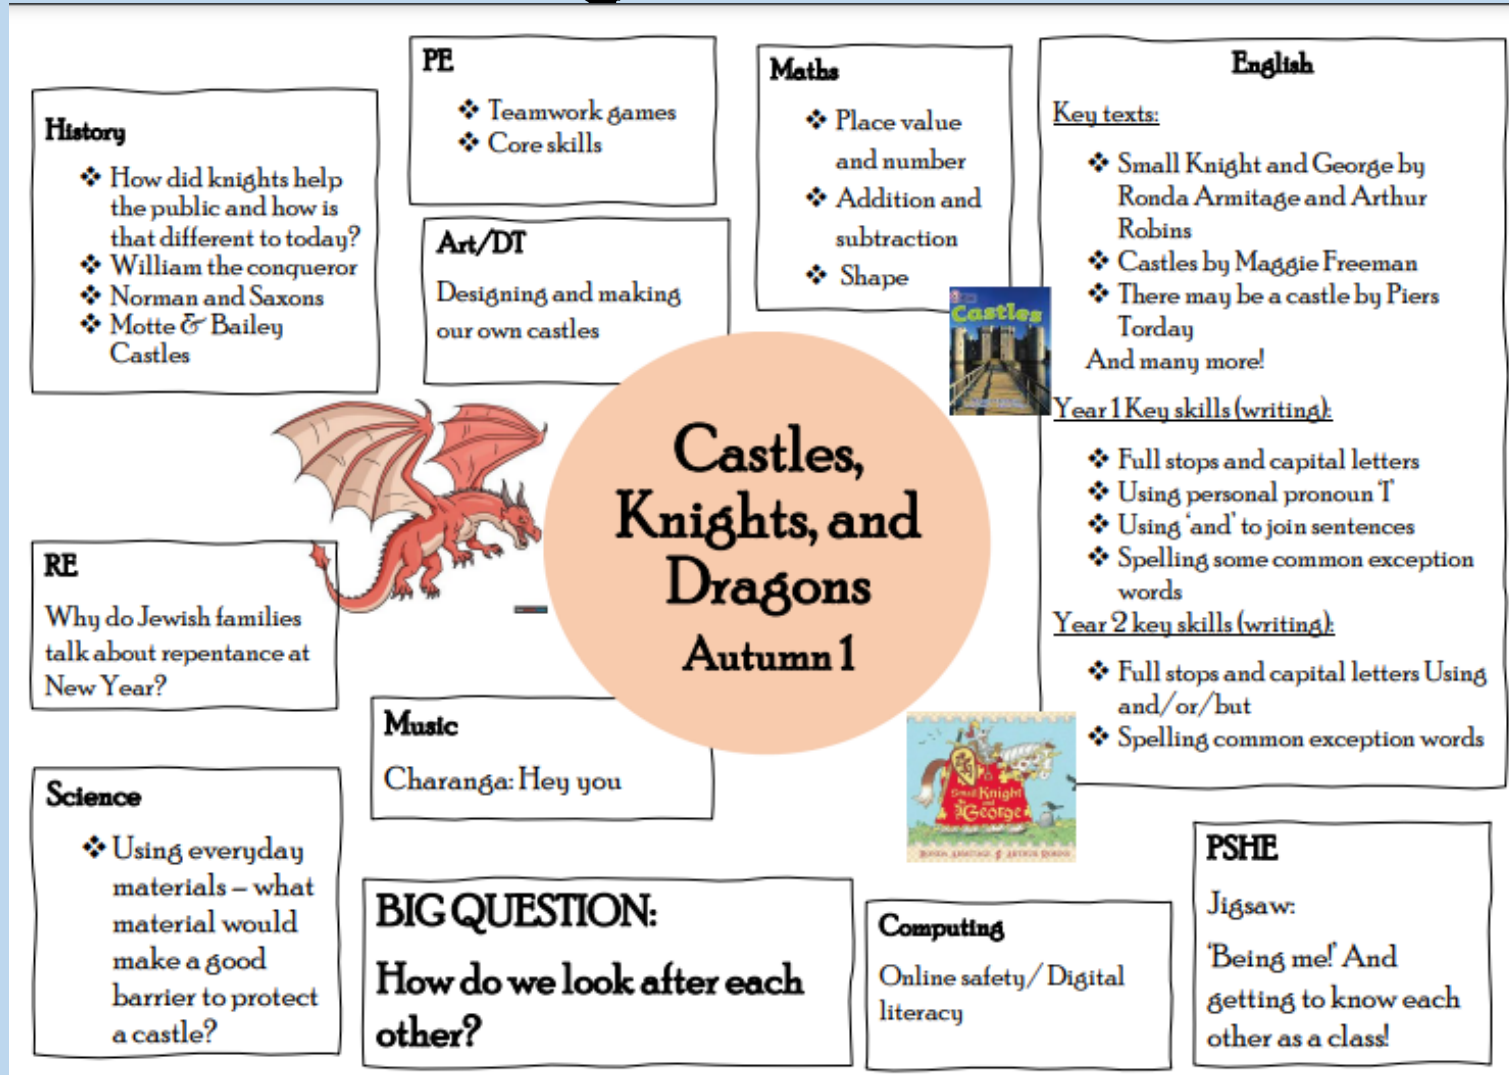 History
❖ How did knights help
the public and how is
that different to today?
❖ William the conqueror
❖ Norman and Saxons
❖ Motte & Bailey
Castles
PE
❖ Teamwork games
❖ Core skills
Art/DT
Designing and making
our own castles
Maths
❖ Place value
and number
❖ Addition and
subtraction
❖ Shape
English
Key texts:
❖ Small Knight and George by
Ronda Armitage and Arthur
Robins
❖ Castles by Maggie Freeman
❖ There may be a castle by Piers
Torday
And many more!
Year 1 Key skills (writing):
❖ Full stops and capital letters
❖ Using personal pronoun ‘I’
❖ Using ‘and’ to join sentences
❖ Spelling some common exception
words
Year 2 key skills (writing):
❖ Full stops and capital letters Using
and/or/but
❖ Spelling common exception words
Castles
Castles,
Knights, and
Dragons
Autumn 1
RE
Why do Jewish families
talk about repentance at
New Year?
Music
Charanga: Hey you
Small Knight
and
George
RONDA ARMITAGE & ARTHUR ROBINS
Science
❖ Using everyday
materials – what
material would
make a good
barrier to protect
a castle?
BIG QUESTION:
How do we look after each
other?
Computing
Online safety/ Digital
literacy
PSHE
Jigsaw:
‘Being me!’ And
getting to know each
other as a class!